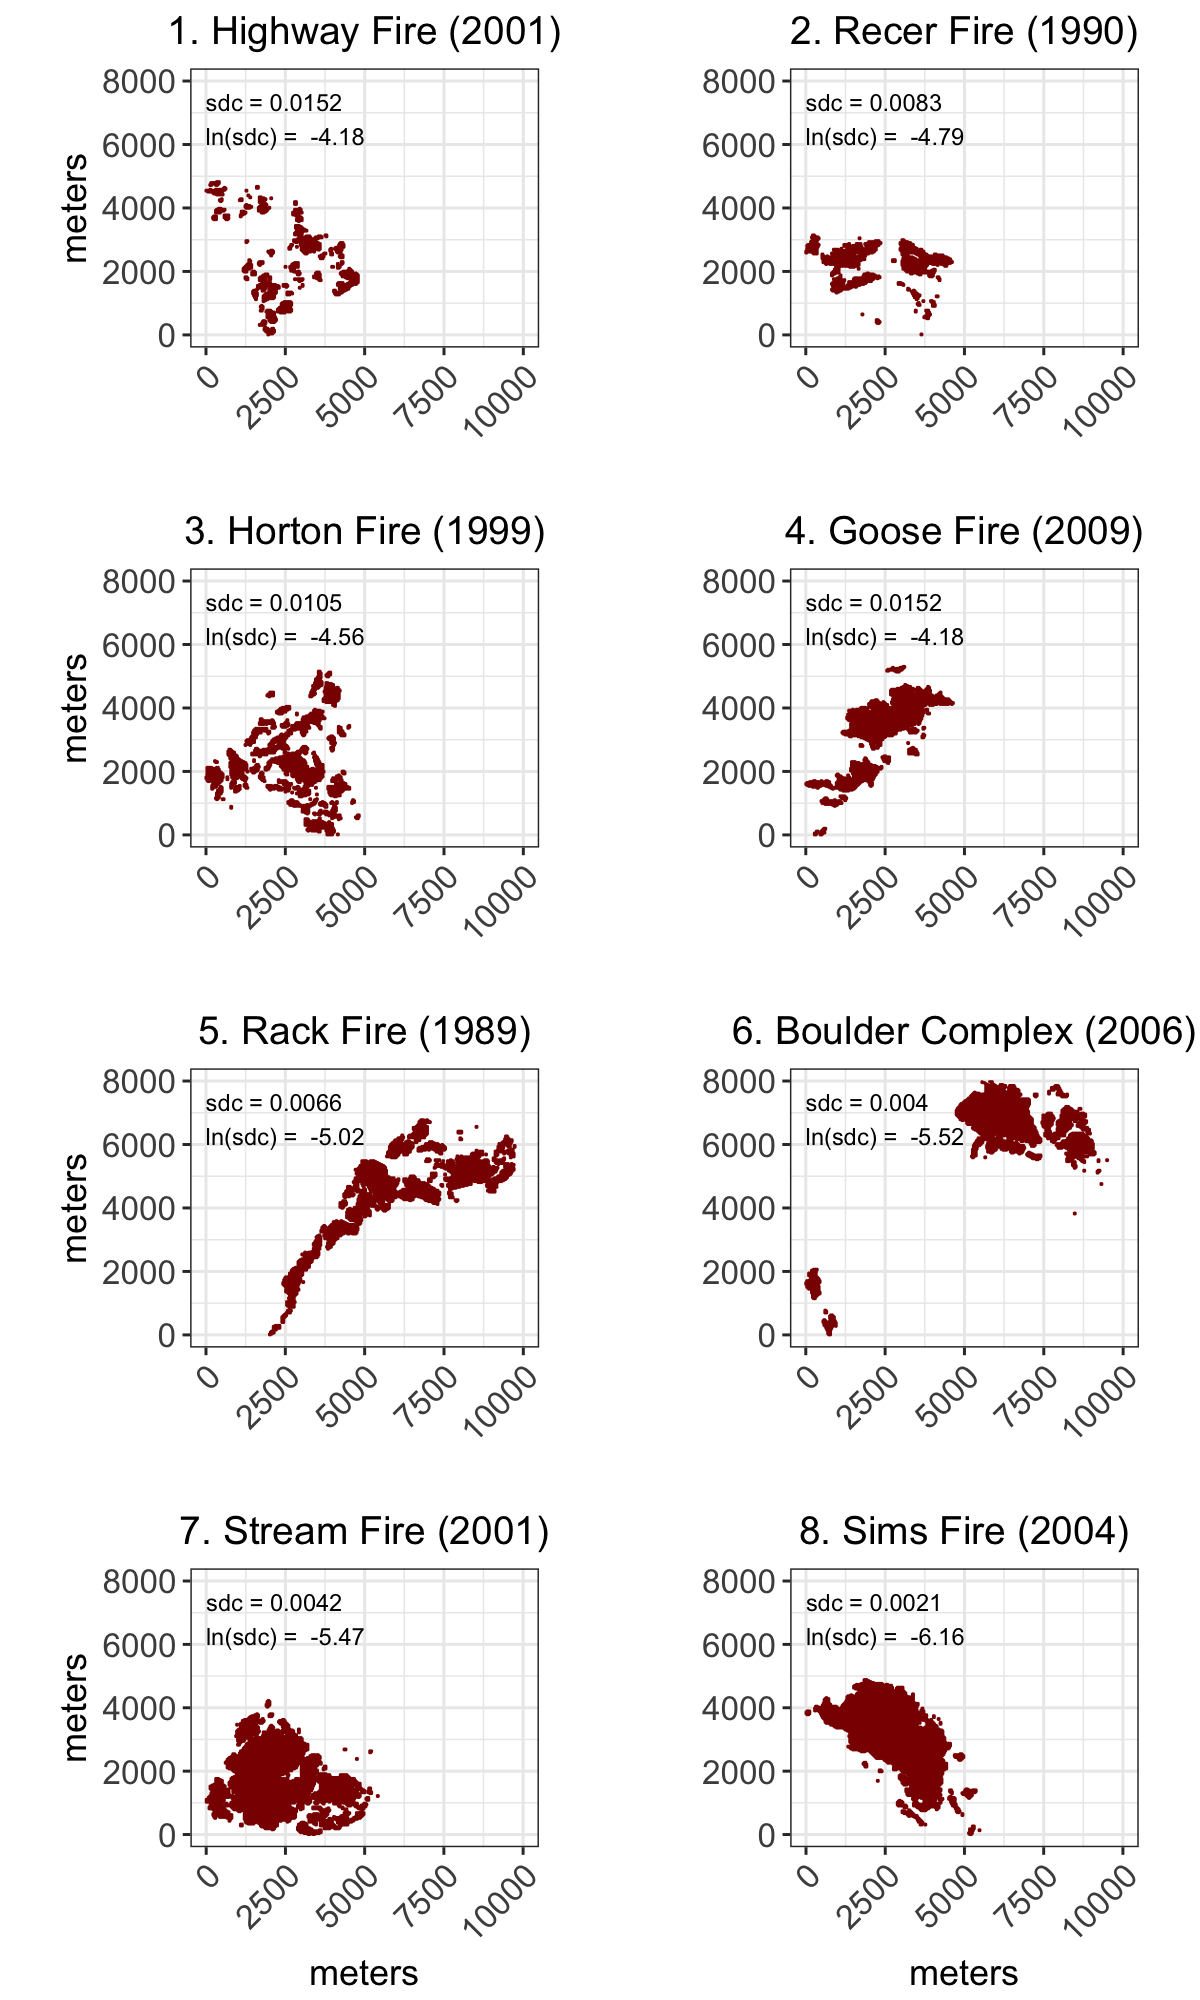 1. Highway Fire (2001)
8000
6000
4000
2000
0
meters
sdc = 0.0152
ln(sdc) = -4.18
0
2500
5000
7500
10000
2. Recer Fire (1990)
8000
6000
4000
2000
0
sdc = 0.0083
ln(sdc) = -4.79
0
2500
5000
7500
10000
3. Horton Fire (1999)
8000
6000
4000
2000
0
meters
sdc = 0.0105
ln(sdc) = -4.56
0
2500
5000
7500
10000
4. Goose Fire (2009)
8000
6000
4000
2000
0
sdc = 0.0152
ln(sdc) = -4.18
0
2500
5000
7500
10000
5. Rack Fire (1989)
8000
6000
4000
2000
0
meters
sdc = 0.0066
ln(sdc) = -5.02
0
2500
5000
7500
10000
6. Boulder Complex (2006)
8000
6000
4000
2000
0
sdc = 0.004
ln(sdc) = -5.52
0
2500
5000
7500
10000
7. Stream Fire (2001)
8000
6000
4000
2000
0
meters
sdc = 0.0042
ln(sdc) = -5.47
0
2500
5000
7500
10000
meters
8. Sims Fire (2004)
8000
6000
4000
2000
0
sdc = 0.0021
ln(sdc) = -6.16
0
2500
5000
7500
10000
meters